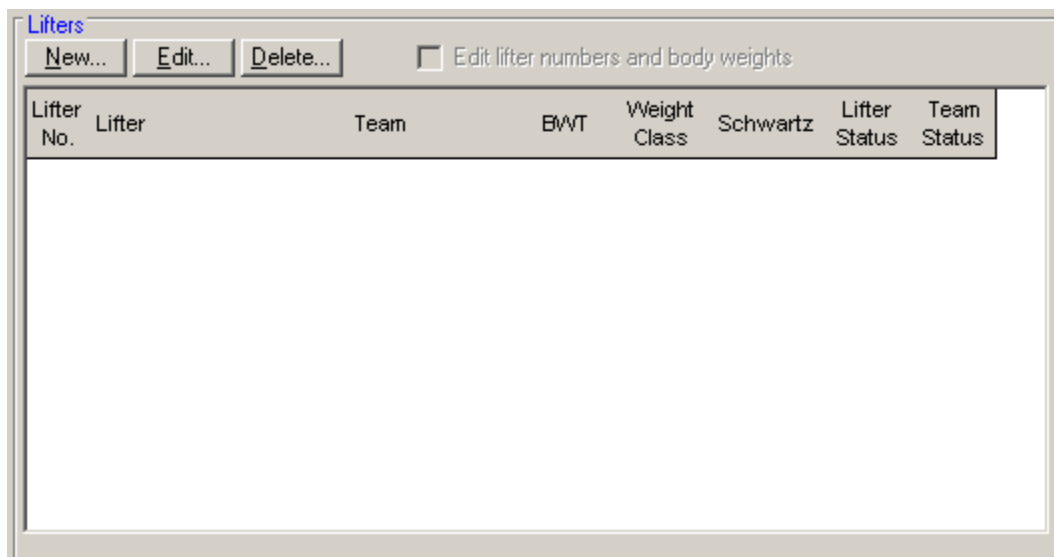 Lifters
New... Edit... Delete... Edit lifter numbers and body weights
Lifter No. Lifter Team BWT Weight Class Schwartz Lifter Status Team Status